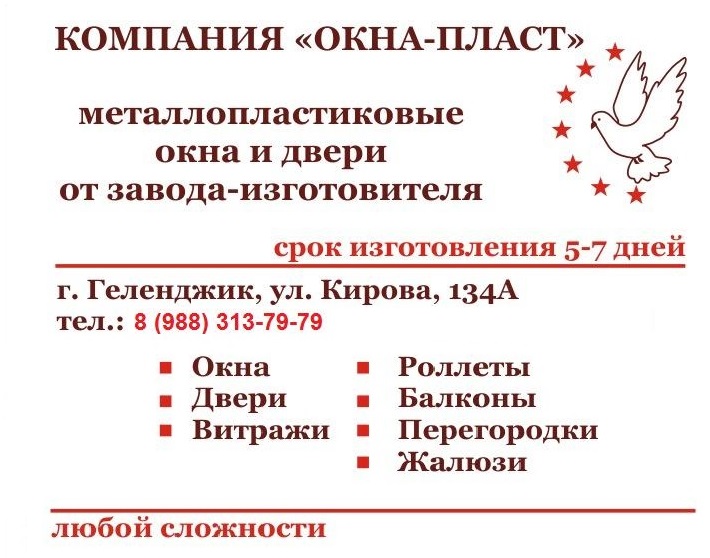 КОМПАНИЯ «ОКНА-ПЛАСТ»
металлопластиковые
окна и двери
от завода-изготовителя
срок изготовления 5-7 дней
г. Геленджик, ул. Кирова, 134А
тел.: 8 (988) 313-79-79
Окна
Двери
Витражи
Роллеты
Балконы
Перегородки
Жалюзи
любой сложности